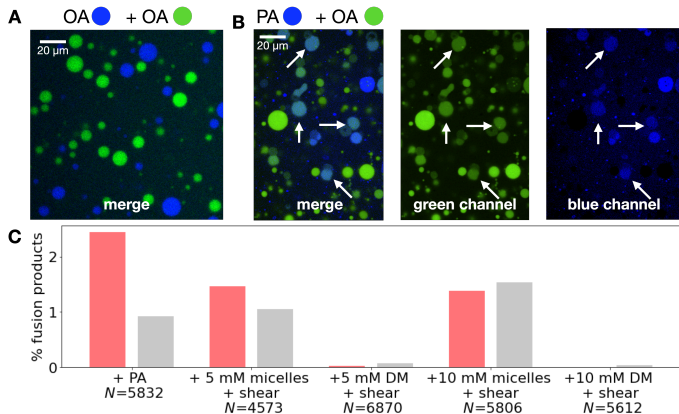 A
OA + OA
20 µm
merge
B
PA + OA
20 µm
merge
green channel
blue channel
C
% fusion products
2
1
0
+ PA
N=5832
+ 5 mM micelles
+ shear
N=4573
+5 mM DM
+ shear
N=6870
+10 mM micelles
+ shear
N=5806
+10 mM DM
+ shear
N=5612